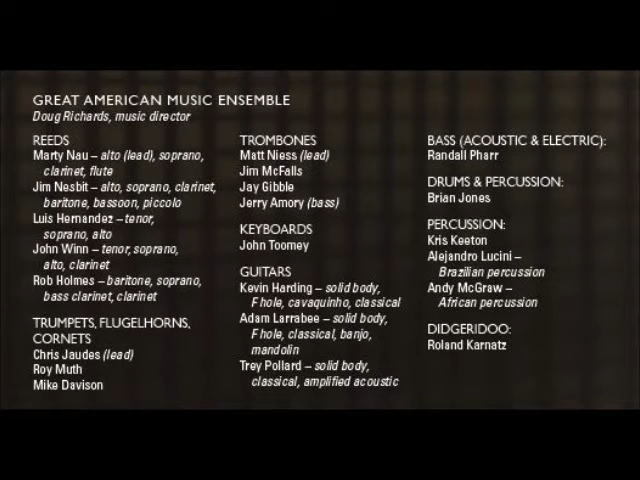 GREAT AMERICAN MUSIC ENSEMBLE
Doug Richards, music director
REEDS
Marty Nau – alto (lead), soprano,
clarinet, flute
Jim Nesbit – alto, soprano, clarinet,
baritone, bassoon, piccolo
Luis Hernandez – tenor,
soprano, alto
John Winn – tenor, soprano,
alto, clarinet
Rob Holmes – baritone, soprano,
bass clarinet, clarinet
TRUMPETS, FLUGELHORNS,
CORNETS
Chris Jaudes (lead)
Roy Muth
Mike Davison
TROMBONES
Matt Niess (lead)
Jim McFalls
Jay Gibble
Jerry Amory (bass)
KEYBOARDS
John Toomey
GUITARS
Kevin Harding – solid body,
F hole, cavaquinho, classical
Adam Larrabee – solid body,
F hole, classical, banjo,
mandolin
Trey Pollard – solid body,
classical, amplified acoustic
BASS (ACOUSTIC & ELECTRIC):
Randall Pharr
DRUMS & PERCUSSION:
Brian Jones
PERCUSSION:
Kris Keeton
Alejandro Lucini –
Brazilian percussion
Andy McGraw –
African percussion
DIDGERIDOO:
Roland Karnatz